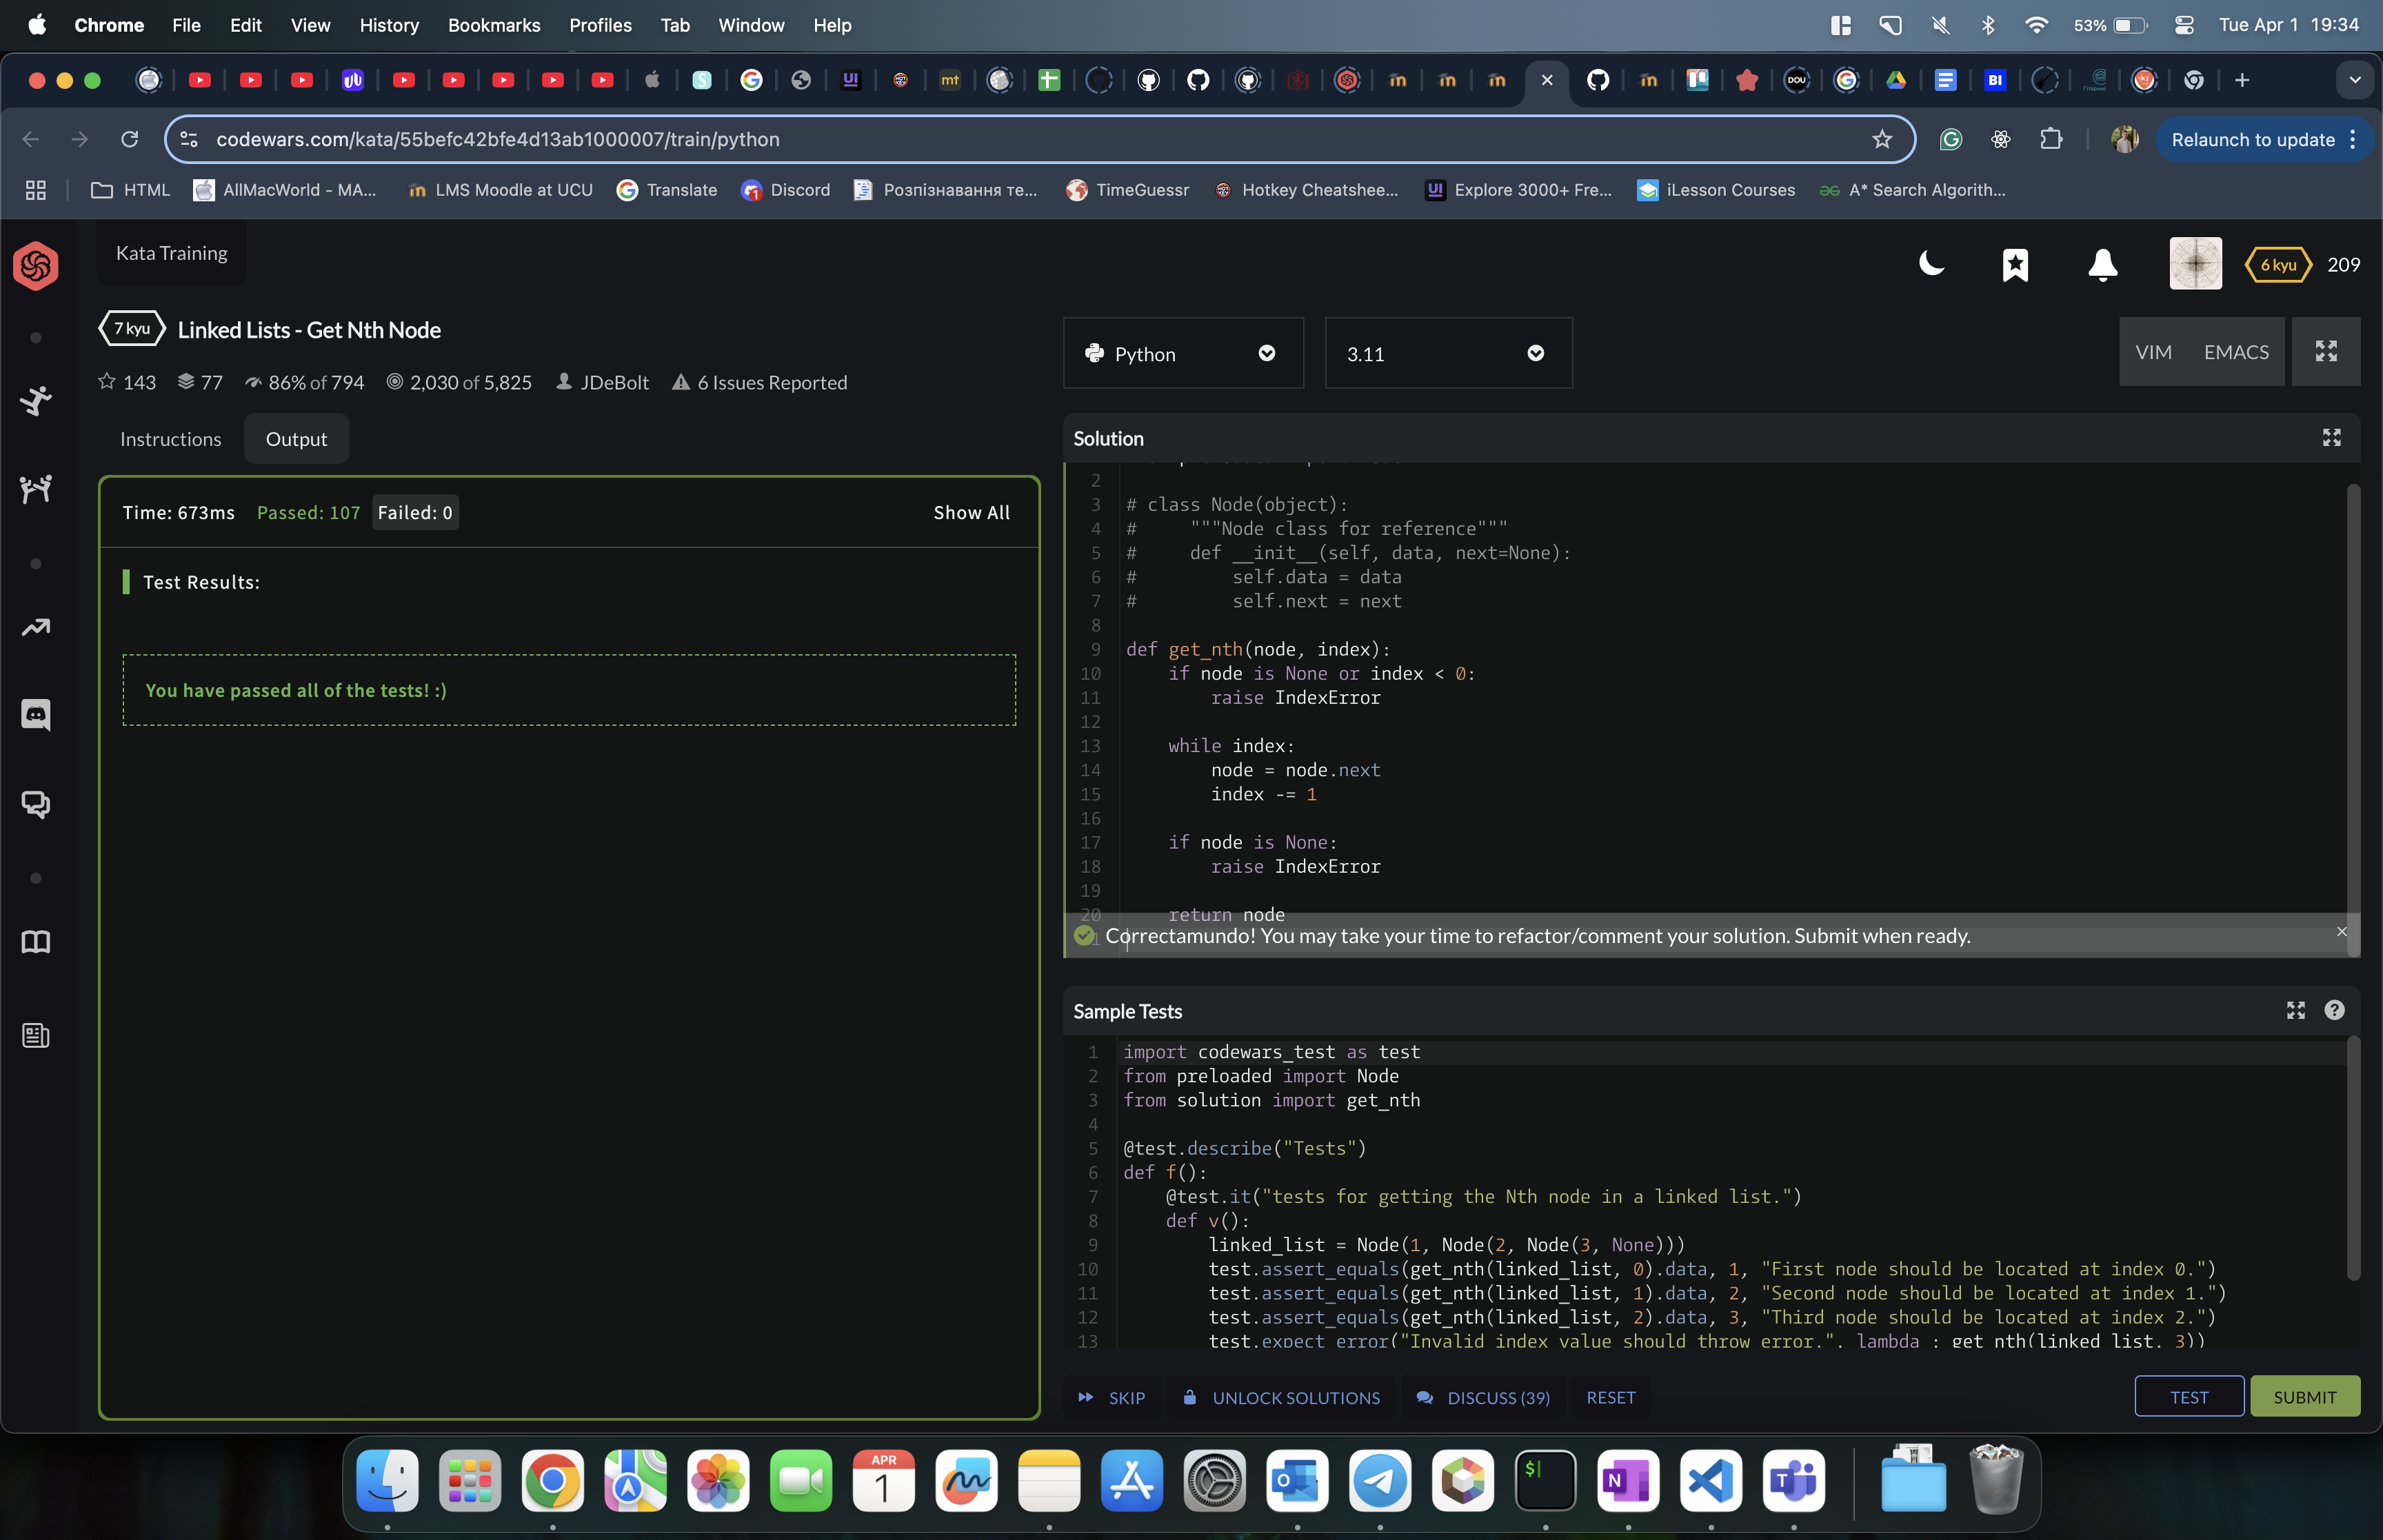 Chrome File Edit View History Bookmarks Profiles Tab Window Help 53% Tue Apr 1 19:34
codewars.com/kata/55befc42bfe4d13ab1000007/train/python Relaunch to update
HTML AllMacWorld - MA... LMS Moodle at UCU Translate Discord Розпізнавання те... TimeGuessr Hotkey Cheatshee... Explore 3000+ Fre... iLesson Courses A* Search Algorith...
Kata Training
6 kyu 209
7 kyu Linked Lists - Get Nth Node
143 77 86% of 794 2,030 of 5,825 JDeBolt 6 Issues Reported
Python 3.11 VIM EMACS
Instructions Output
Time: 673ms Passed: 107 Failed: 0 Show All
Test Results:
You have passed all of the tests! :)
Solution
2
3 # class Node(object):
4 #     """Node class for reference"""
5 #     def __init__(self, data, next=None):
6 #         self.data = data
7 #         self.next = next
8
9 def get_nth(node, index):
10     if node is None or index < 0:
11         raise IndexError
12
13     while index:
14         node = node.next
15         index -= 1
16
17     if node is None:
18         raise IndexError
19
20     return node
Correctamundo! You may take your time to refactor/comment your solution. Submit when ready.
Sample Tests
1 import codewars_test as test
2 from preloaded import Node
3 from solution import get_nth
4
5 @test.describe("Tests")
6 def f():
7     @test.it("tests for getting the Nth node in a linked list.")
8     def v():
9         linked_list = Node(1, Node(2, Node(3, None)))
10         test.assert_equals(get_nth(linked_list, 0).data, 1, "First node should be located at index 0.")
11         test.assert_equals(get_nth(linked_list, 1).data, 2, "Second node should be located at index 1.")
12         test.assert_equals(get_nth(linked_list, 2).data, 3, "Third node should be located at index 2.")
13         test.expect_error("Invalid index value should throw error.", lambda : get_nth(linked_list, 3))
SKIP UNLOCK SOLUTIONS DISCUSS (39) RESET TEST SUBMIT
APR
1